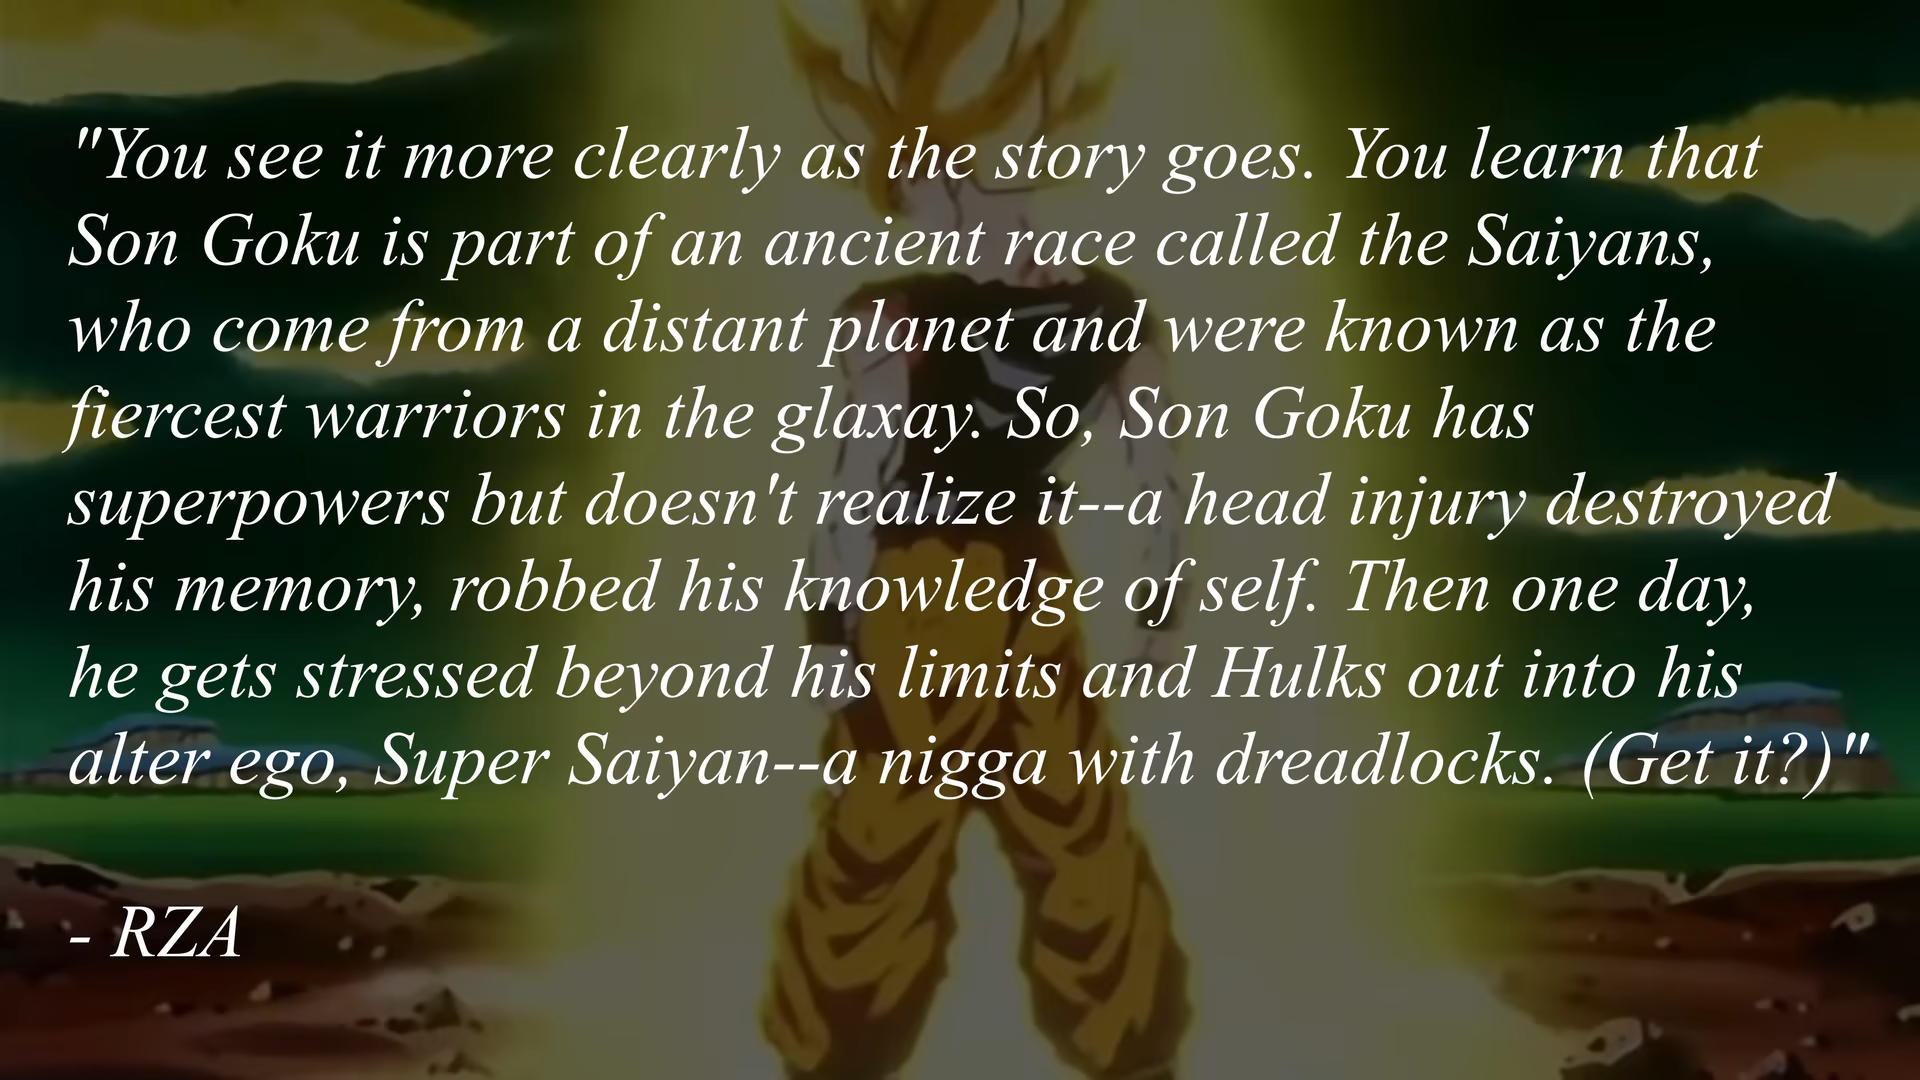 "You see it more clearly as the story goes. You learn that
Son Goku is part of an ancient race called the Saiyans,
who come from a distant planet and were known as the
fiercest warriors in the glaxay. So, Son Goku has
superpowers but doesn't realize it--a head injury destroyed
his memory, robbed his knowledge of self. Then one day,
he gets stressed beyond his limits and Hulks out into his
alter ego, Super Saiyan--a nigga with dreadlocks. (Get it?)"
- RZA